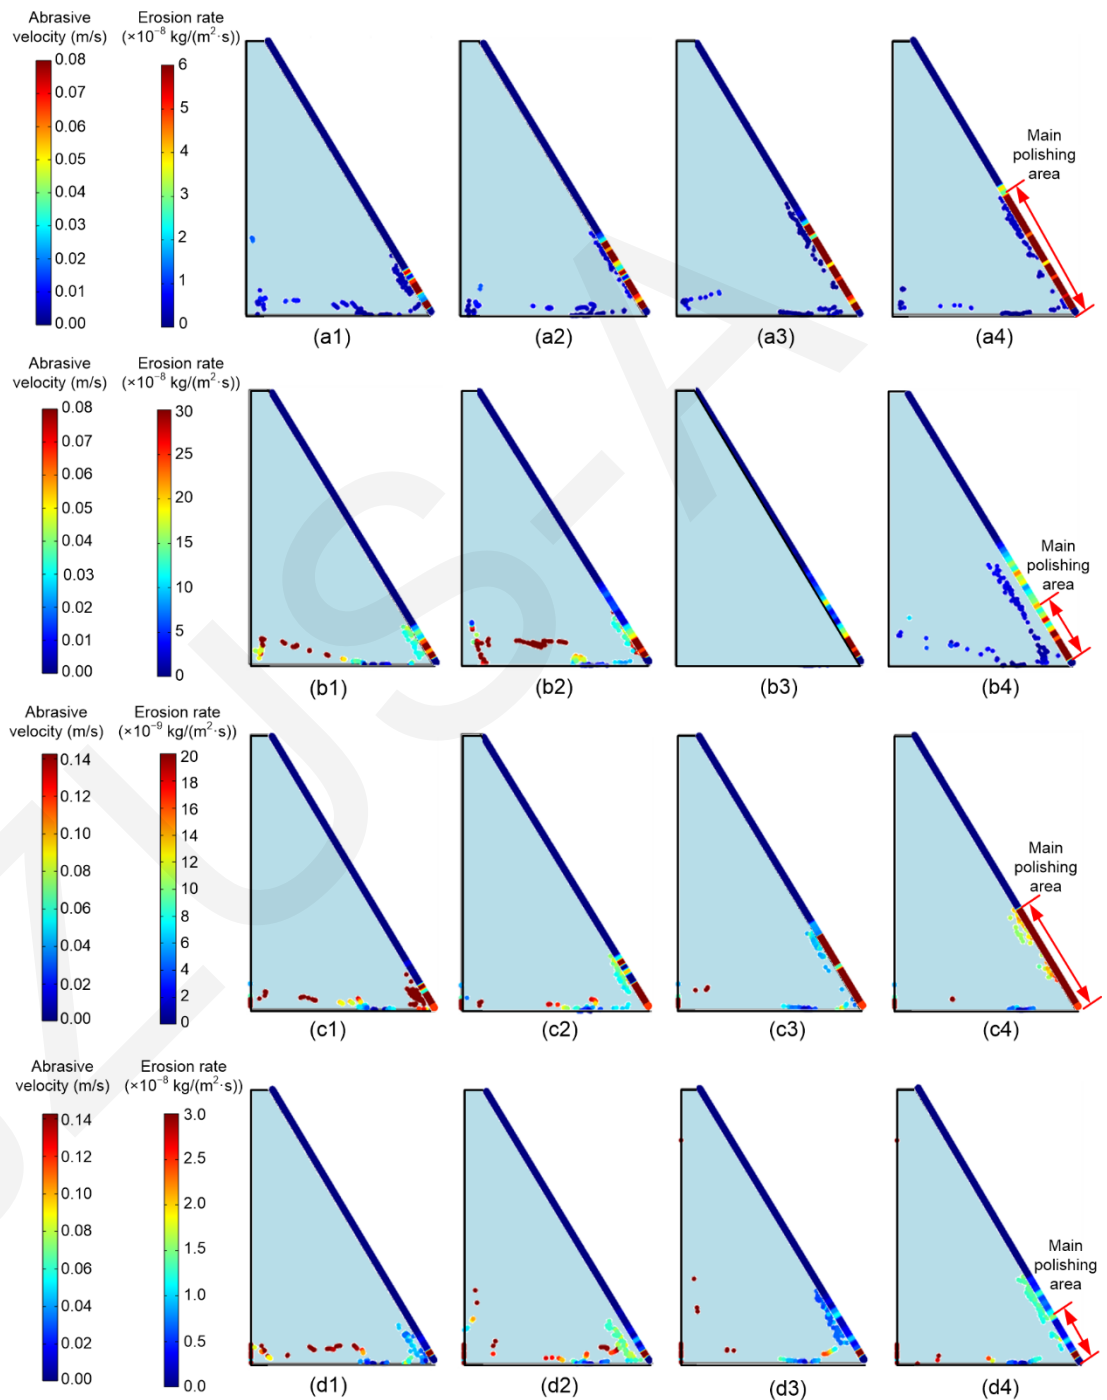 Abrasive
velocity (m/s)
Erosion rate
(×10⁻⁸ kg/(m²·s))
0.08
0.07
0.06
0.05
0.04
0.03
0.02
0.01
0.00
6
5
4
3
2
1
0
Main
polishing
area
(a1)
(a2)
(a3)
(a4)
Abrasive
velocity (m/s)
Erosion rate
(×10⁻⁸ kg/(m²·s))
0.08
0.07
0.06
0.05
0.04
0.03
0.02
0.01
0.00
30
25
20
15
10
5
0
Main
polishing
area
(b1)
(b2)
(b3)
(b4)
Abrasive
velocity (m/s)
Erosion rate
(×10⁻⁹ kg/(m²·s))
0.14
0.12
0.10
0.08
0.06
0.04
0.02
0.00
20
18
16
14
12
10
8
6
4
2
0
Main
polishing
area
(c1)
(c2)
(c3)
(c4)
Abrasive
velocity (m/s)
Erosion rate
(×10⁻⁸ kg/(m²·s))
0.14
0.12
0.10
0.08
0.06
0.04
0.02
0.00
3.0
2.0
1.5
1.0
0.5
0.0
Main
polishing
area
(d1)
(d2)
(d3)
(d4)
JZUS-A